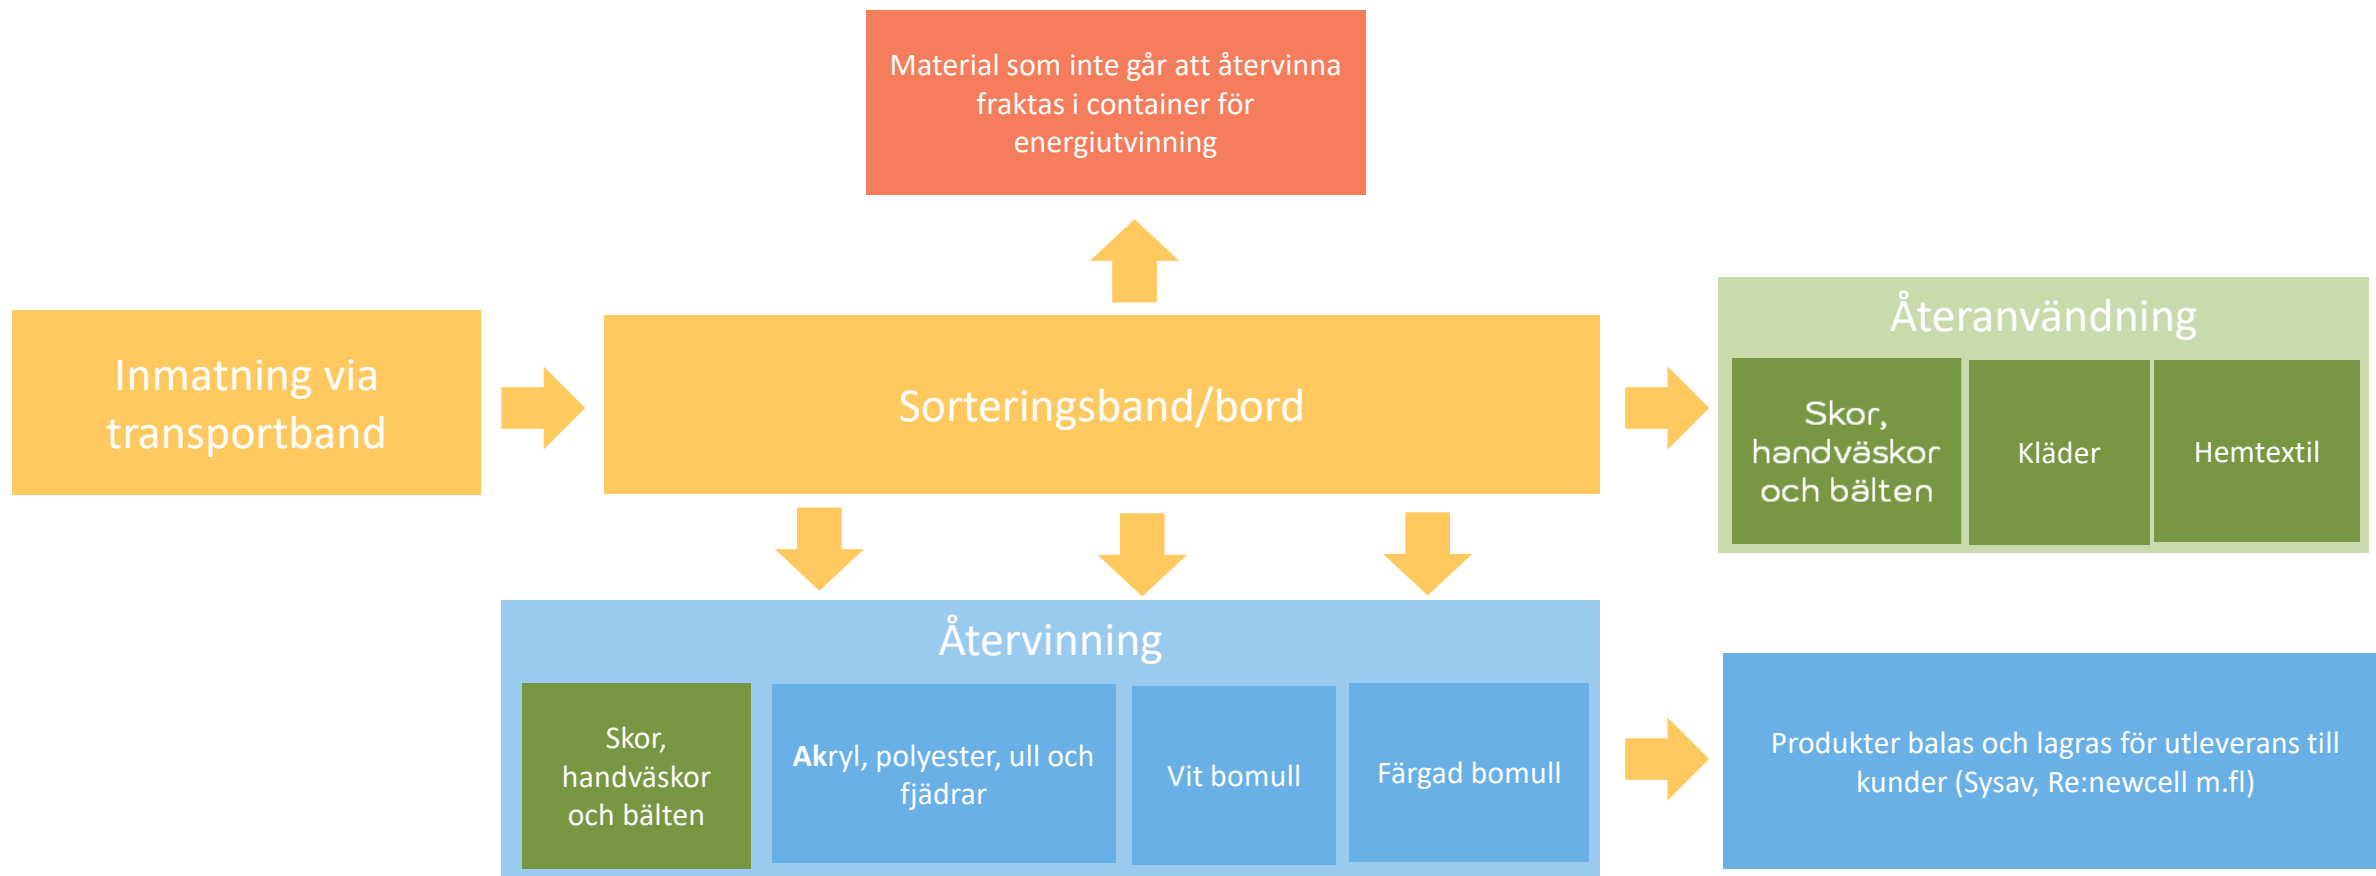 Material som inte går att återvinna
fraktas i container för
energiutvinning
Inmatning via
transportband
Sorteringsband/bord
Återanvändning
Skor,
handväskor
och bälten
Kläder
Hemtextil
Återvinning
Skor,
handväskor
och bälten
Akryl, polyester, ull och
fjädrar
Vit bomull
Färgad bomull
Produkter balas och lagras för utleverans till
kunder (Sysav, Re:newcell m.fl)